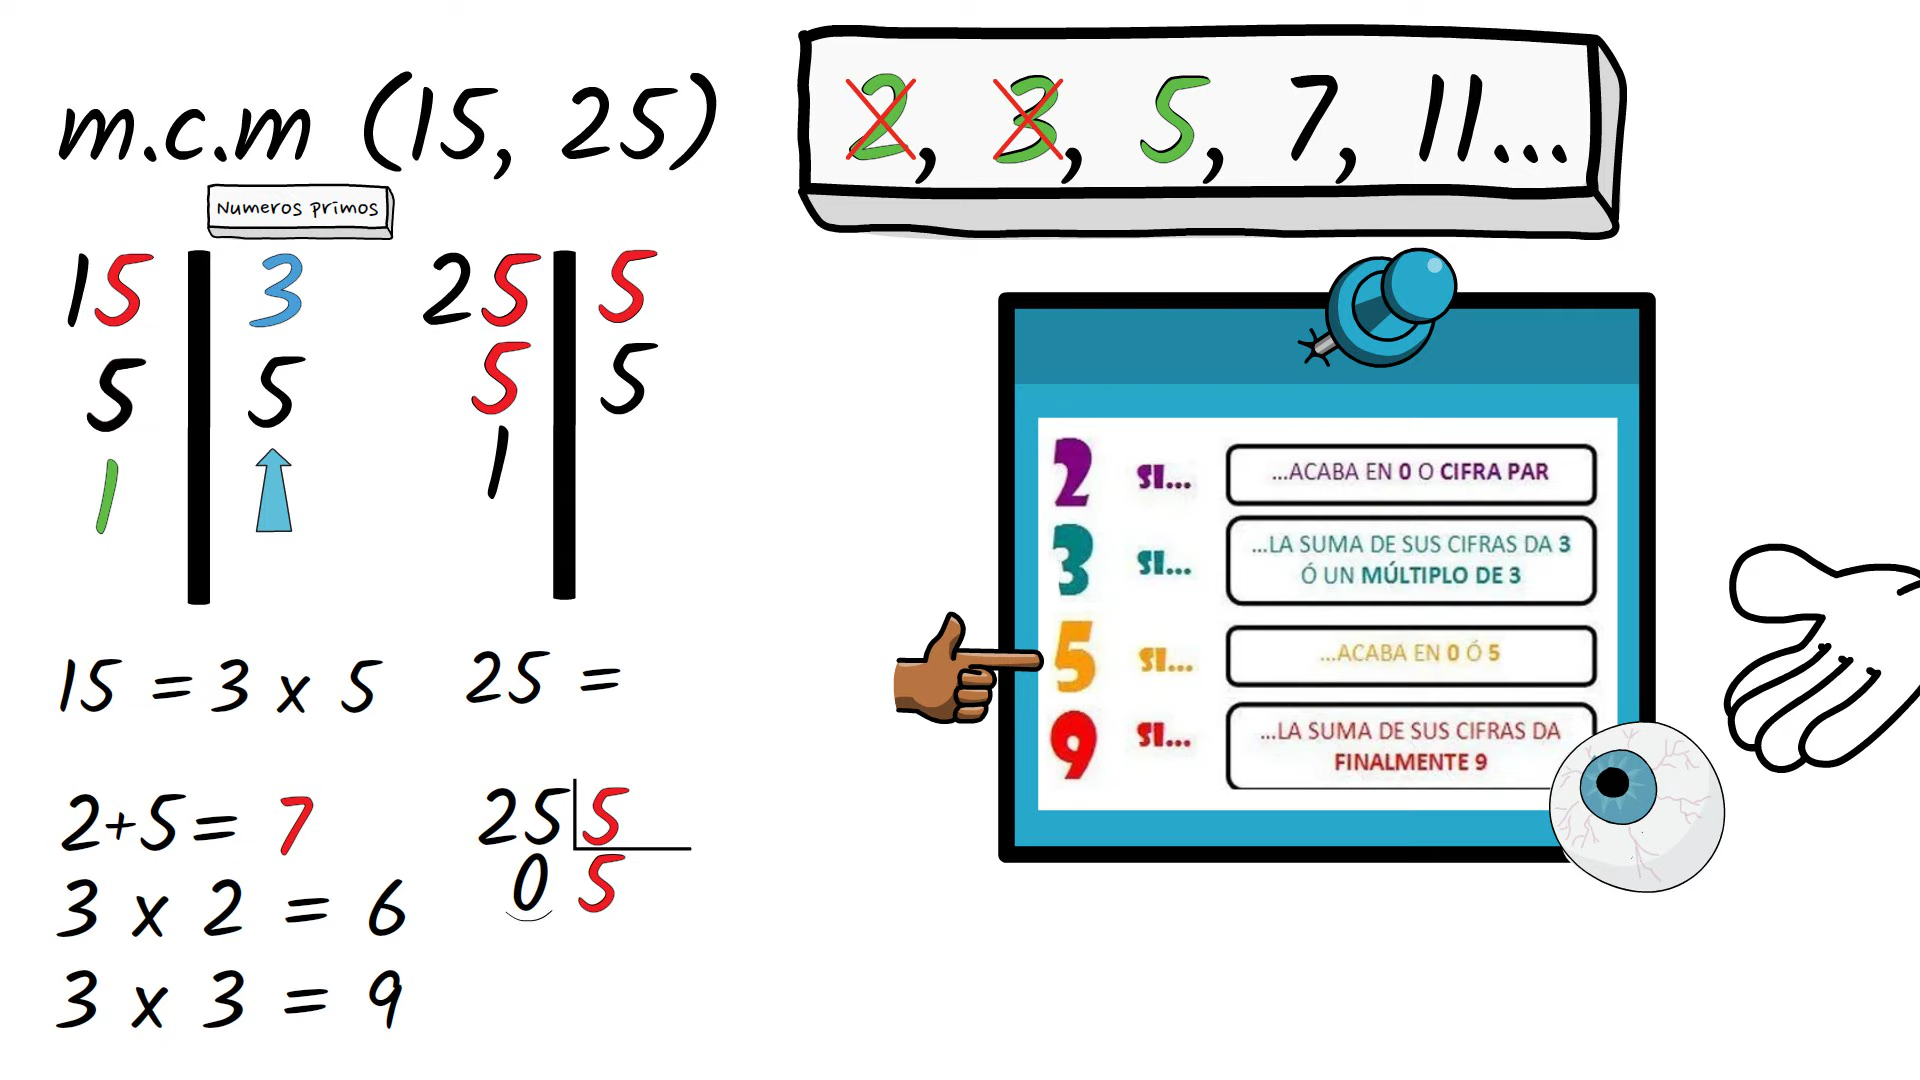 m.c.m (15, 25)
2, 3, 5, 7, 11...
Numeros primos
15 3
5 5
1
25 5
5 5
1
15 = 3 x 5
25 =
2+5= 7
3 x 2 = 6
3 x 3 = 9
25 5
0 5
2 SI... ...ACABA EN 0 O CIFRA PAR
3 SI... ...LA SUMA DE SUS CIFRAS DA 3
Ó UN MÚLTIPLO DE 3
5 SI... ...ACABA EN 0 Ó 5
9 SI... ...LA SUMA DE SUS CIFRAS DA
FINALMENTE 9